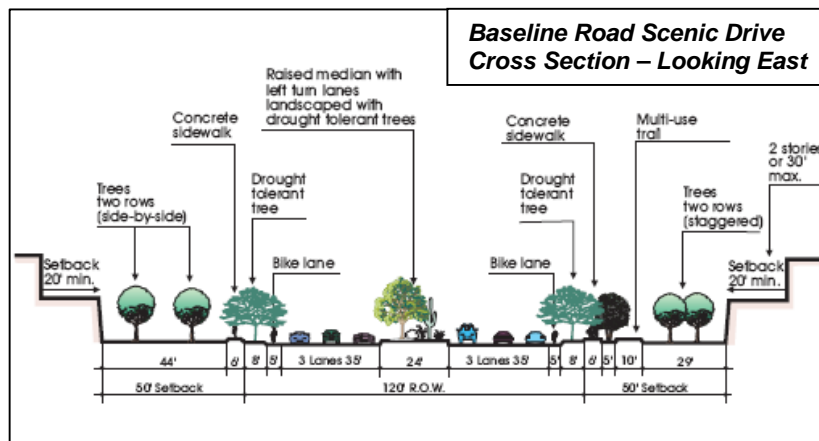 Baseline Road Scenic Drive
Cross Section – Looking East
Raised median with
left turn lanes
landscaped with
drought tolerant trees
Concrete
sidewalk
Concrete
sidewalk
Multi-use
trail
2 stories
or 30'
max.
Trees
two rows
(side-by-side)
Drought
tolerant
tree
Drought
tolerant
tree
Trees
two rows
(staggered)
Setback
20' min.
Bike lane
Bike lane
Setback
20' min.
44'
6'
8'
5'
3 Lanes 35'
24'
3 Lanes 35'
5'
8'
6'
5'
10'
29'
50' Setback
120' R.O.W.
50' Setback